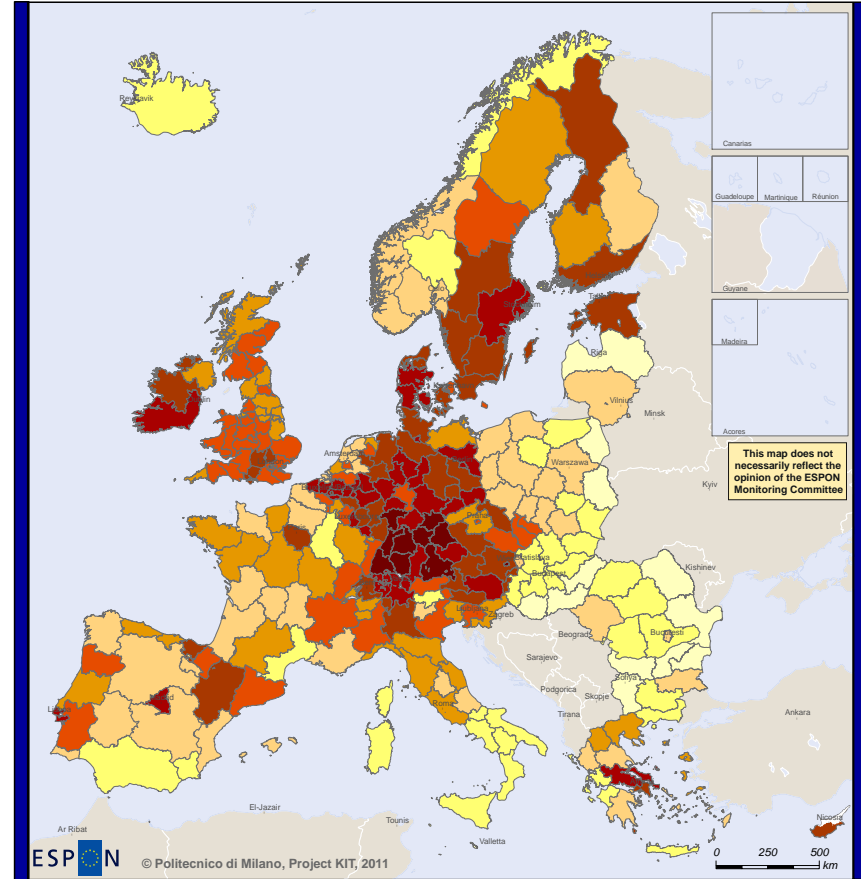 Canarias
Reykjavik
Guadeloupe
Martinique
Réunion
Guyane
Oslo
Madeira
Riga
Vilnius
Minsk
Acores
Amsterdam
This map does not
necessarily reflect the
opinion of the ESPON
Monitoring Committee
Warszawa
Kyiv
Praha
Bratislava
Kishinev
Budapest
Ljubljana
Zagreb
Beograd
Bucuresti
Sarajevo
Podgorica
Skopje
Sofiya
Roma
Tirana
Ankara
El-Jazair
Tounis
Ar Ribat
Valletta
Nicosia
ESPON
© Politecnico di Milano, Project KIT, 2011
0 250 500
km